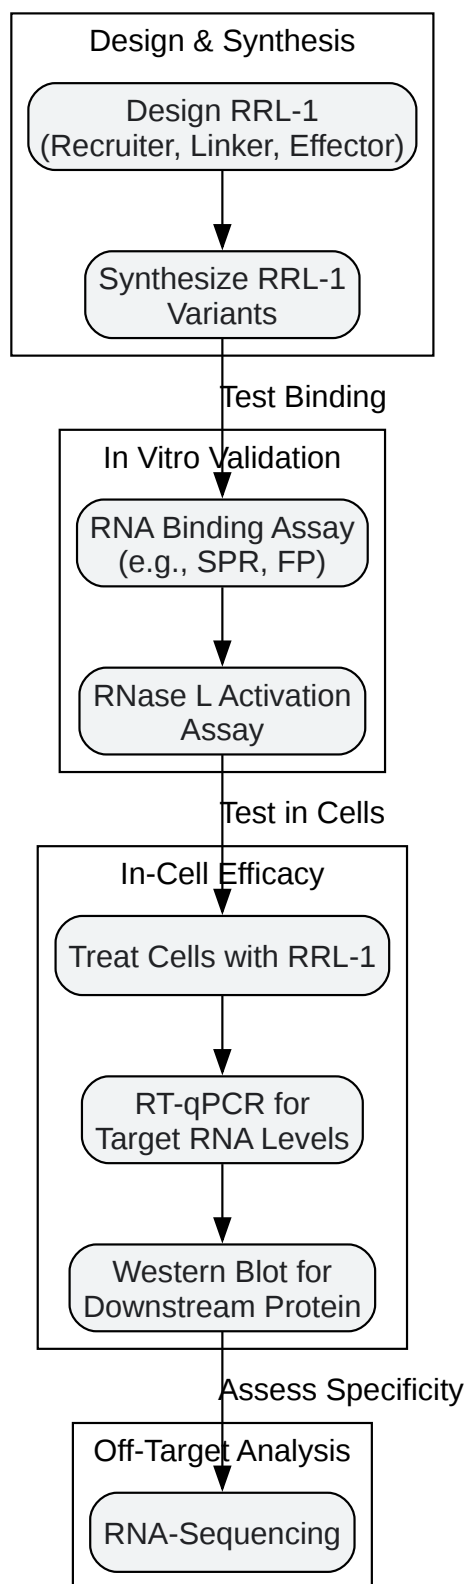 Design & Synthesis
Design RRL-1
(Recruiter, Linker, Effector)
Synthesize RRL-1
Variants
Test Binding
In Vitro Validation
RNA Binding Assay
(e.g., SPR, FP)
RNase L Activation
Assay
Test in Cells
In-Cell Efficacy
Treat Cells with RRL-1
RT-qPCR for
Target RNA Levels
Western Blot for
Downstream Protein
Assess Specificity
Off-Target Analysis
RNA-Sequencing